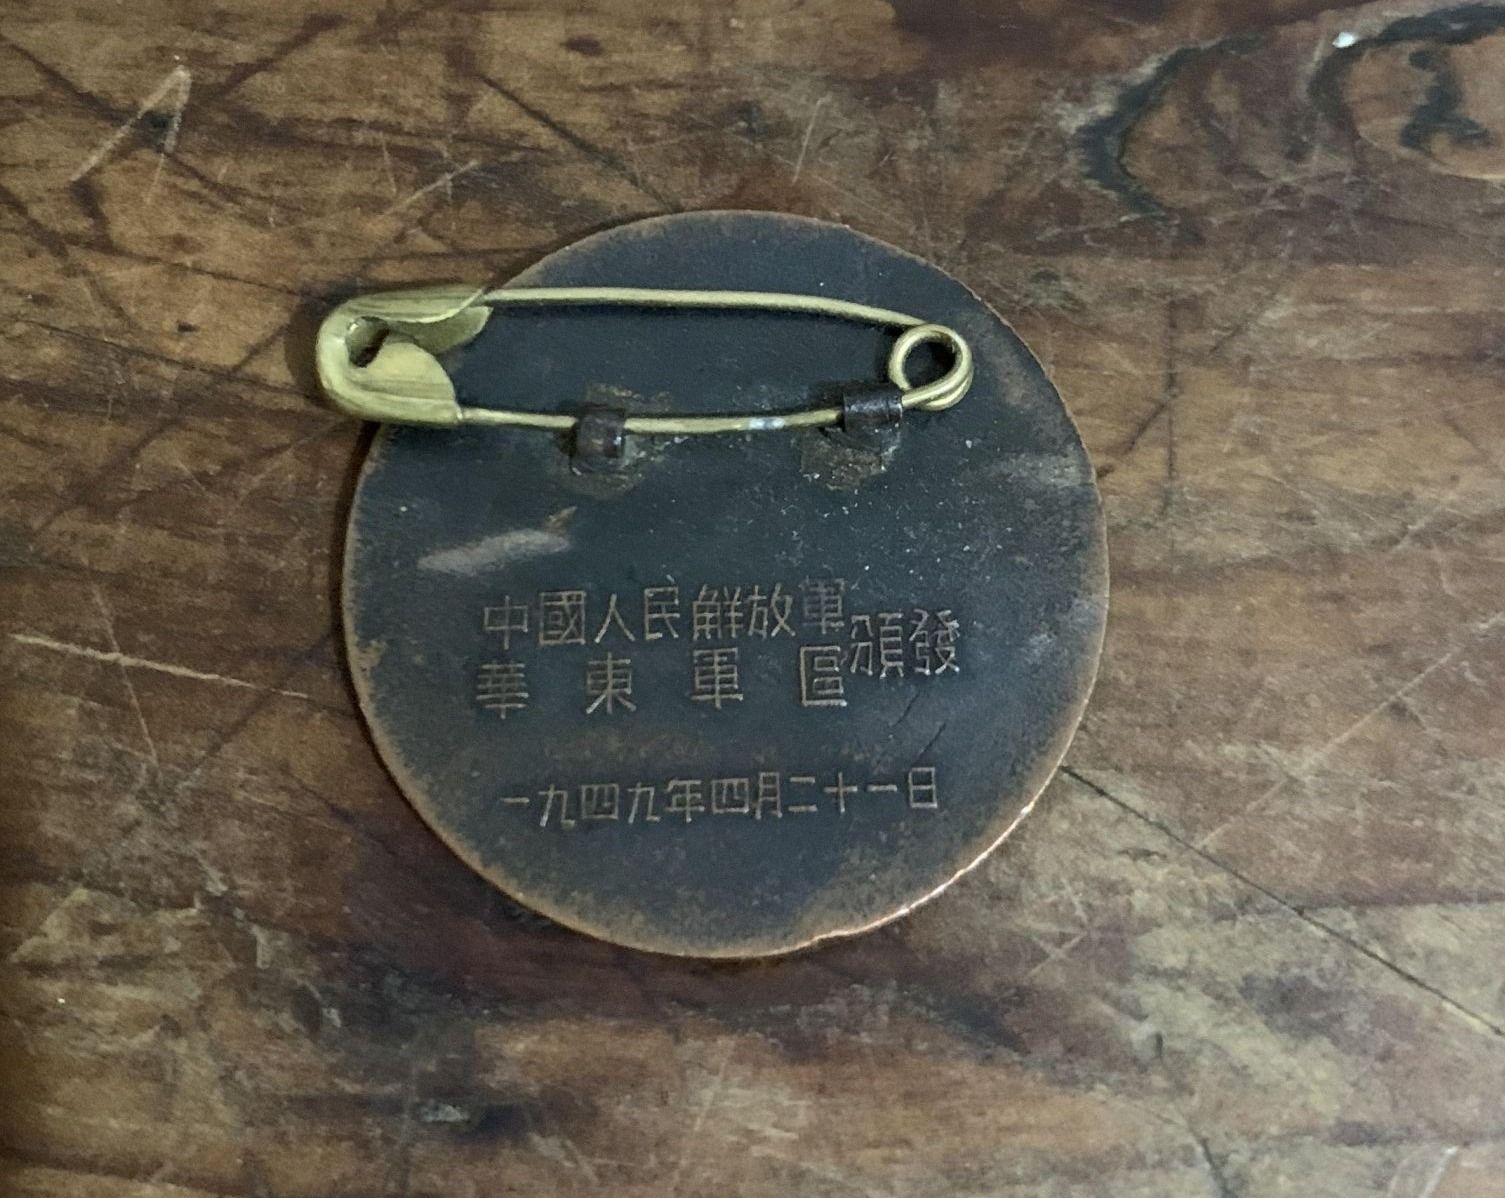 中國人民解放軍
華東軍區頒發
一九四九年四月二十一日